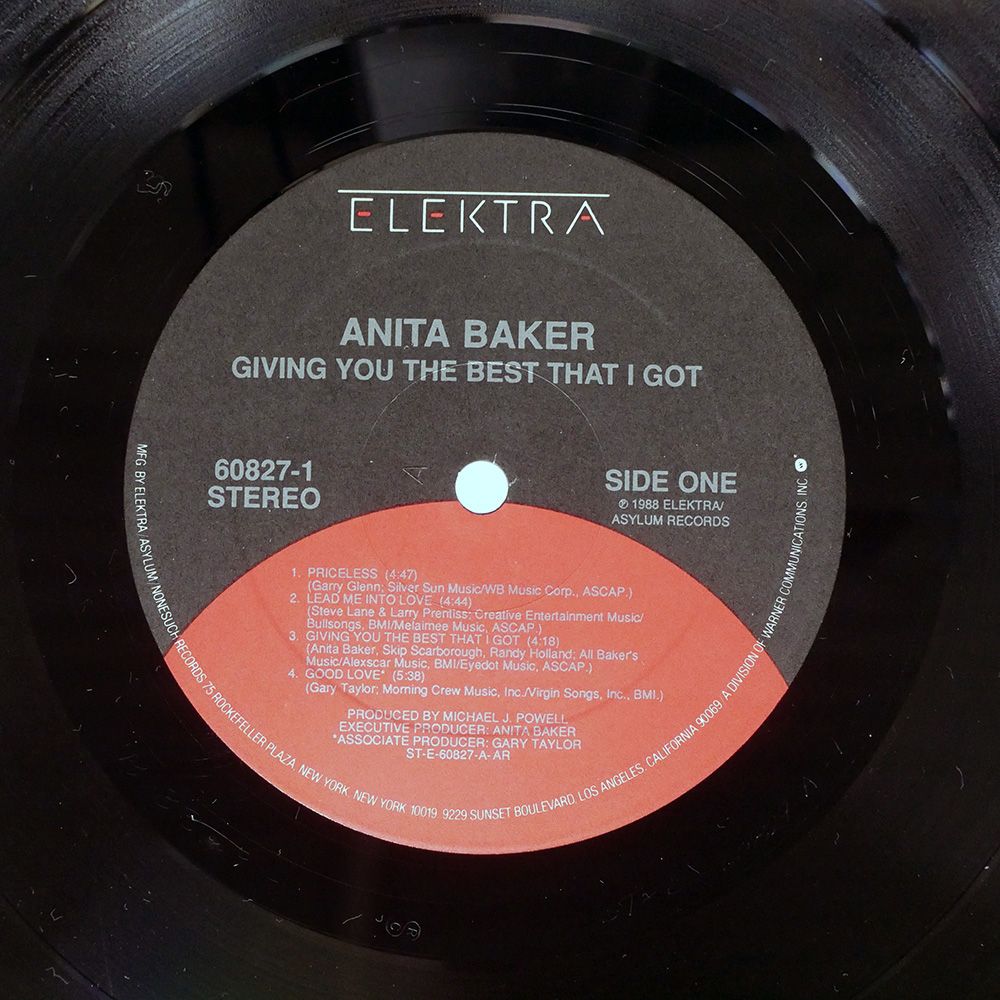 ELEKTRA
ANITA BAKER
GIVING YOU THE BEST THAT I GOT
60827-1
STEREO
SIDE ONE
℗ 1988 ELEKTRA/
ASYLUM RECORDS
1. PRICELESS (4:47)
(Garry Glenn; Silver Sun Music/WB Music Corp., ASCAP.)
2. LEAD ME INTO LOVE (4:44)
(Steve Lane & Larry Prentiss; Creative Entertainment Music/
Bullsongs, BMI/Melaimee Music, ASCAP.)
3. GIVING YOU THE BEST THAT I GOT (4:18)
(Anita Baker, Skip Scarborough, Randy Holland; All Baker's
Music/Alexscar Music, BMI/Eyedot Music, ASCAP.)
4. GOOD LOVE* (5:38)
(Gary Taylor; Morning Crew Music, Inc./Virgin Songs, Inc., BMI.)
PRODUCED BY MICHAEL J. POWELL
EXECUTIVE PRODUCER: ANITA BAKER
*ASSOCIATE PRODUCER: GARY TAYLOR
ST-E-60827-A-AR
MFG. BY ELEKTRA/ASYLUM/NONESUCH RECORDS 75 ROCKEFELLER PLAZA, NEW YORK, NEW YORK 10019 9229 SUNSET BOULEVARD, LOS ANGELES, CALIFORNIA 90069 A DIVISION OF WARNER COMMUNICATIONS, INC.